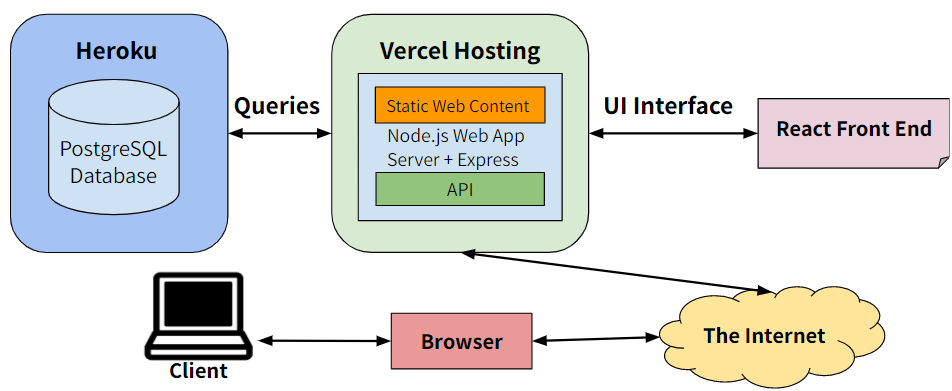 Heroku
PostgreSQL
Database
Queries
Vercel Hosting
Static Web Content
Node.js Web App
Server + Express
API
UI Interface
React Front End
Client
Browser
The Internet